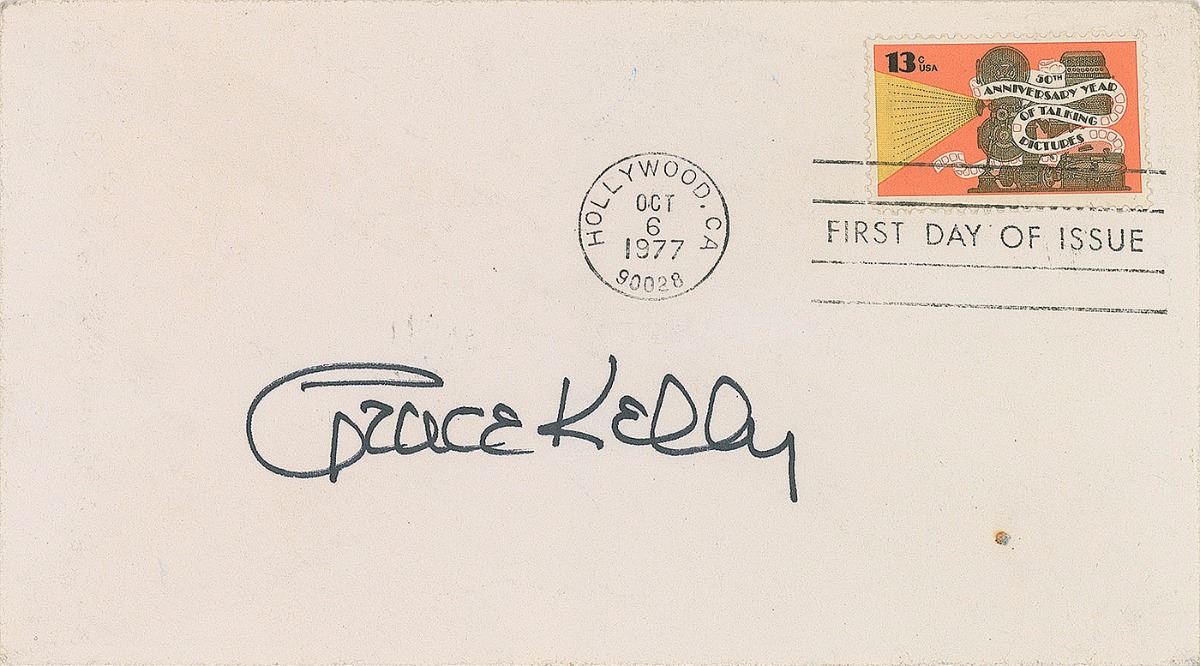 13c USA
50TH
ANNIVERSARY YEAR
OF TALKING
PICTURES
HOLLYWOOD, CA
OCT
6
1977
90028
FIRST DAY OF ISSUE
Grace Kelly